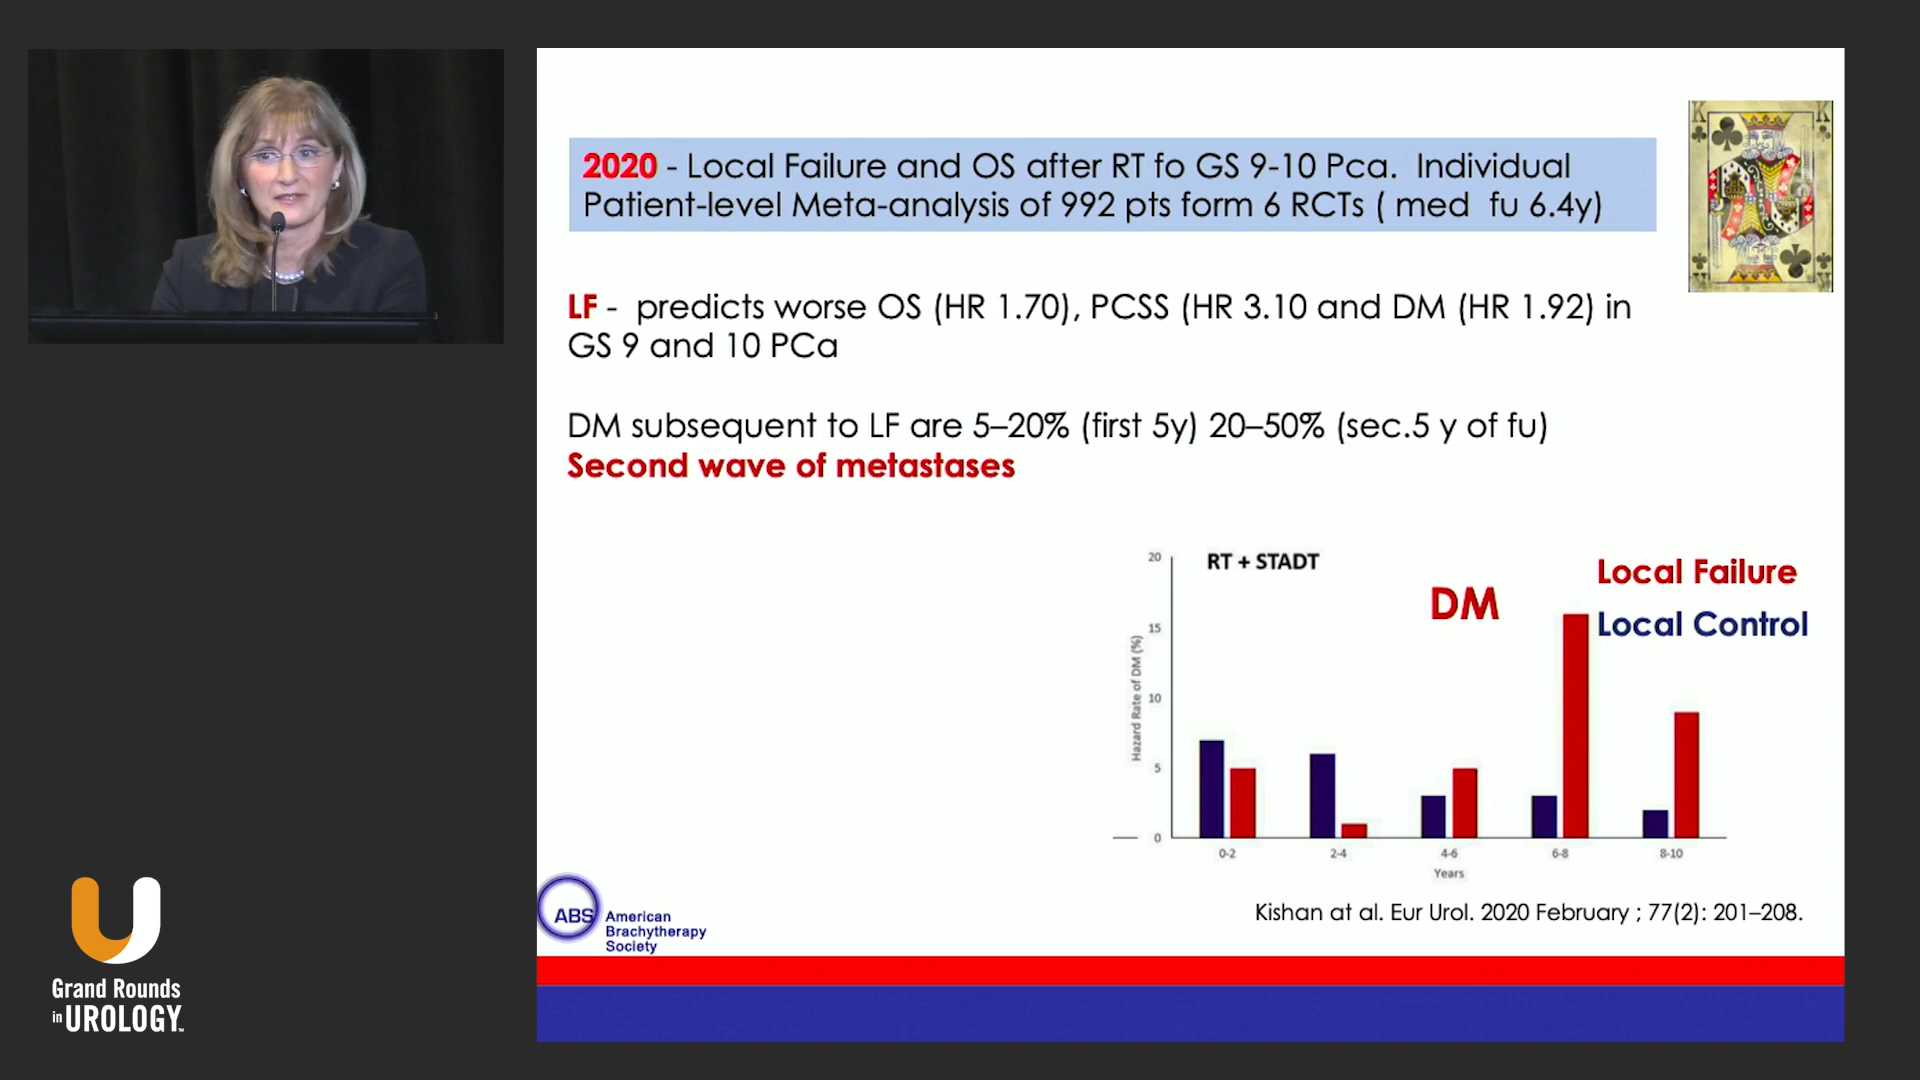 2020 - Local Failure and OS after RT fo GS 9-10 Pca. Individual
Patient-level Meta-analysis of 992 pts form 6 RCTs ( med fu 6.4y)
K
K
LF - predicts worse OS (HR 1.70), PCSS (HR 3.10 and DM (HR 1.92) in
GS 9 and 10 PCa
DM subsequent to LF are 5–20% (first 5y) 20–50% (sec.5 y of fu)
Second wave of metastases
RT + STADT
DM
Local Failure
Local Control
Hazard Rate of DM (%)
20
15
10
5
0
0-2
2-4
4-6
6-8
8-10
Years
Kishan at al. Eur Urol. 2020 February ; 77(2): 201–208.
ABS
American
Brachytherapy
Society
Grand Rounds
in UROLOGY